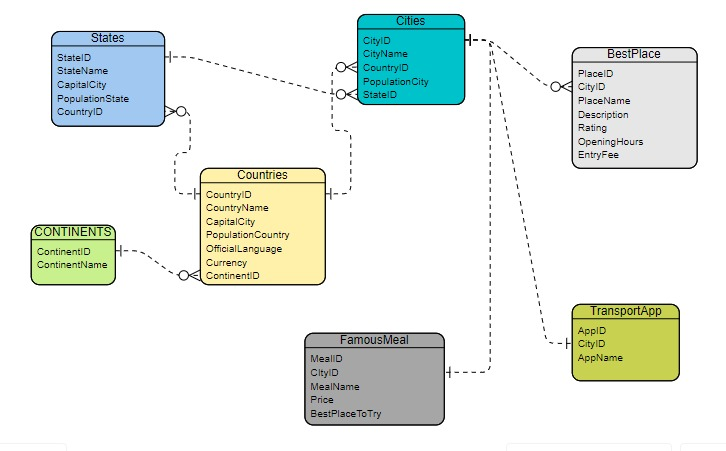 States
StateID
StateName
CapitalCity
PopulationState
CountryID
Cities
CityID
CityName
CountryID
PopulationCity
StateID
BestPlace
PlaceID
CityID
PlaceName
Description
Rating
OpeningHours
EntryFee
Countries
CountryID
CountryName
CapitalCity
PopulationCountry
OfficialLanguage
Currency
ContinentID
CONTINENTS
ContinentID
ContinentName
FamousMeal
MealID
CItyID
MealName
Price
BestPlaceToTry
TransportApp
AppID
CityID
AppName